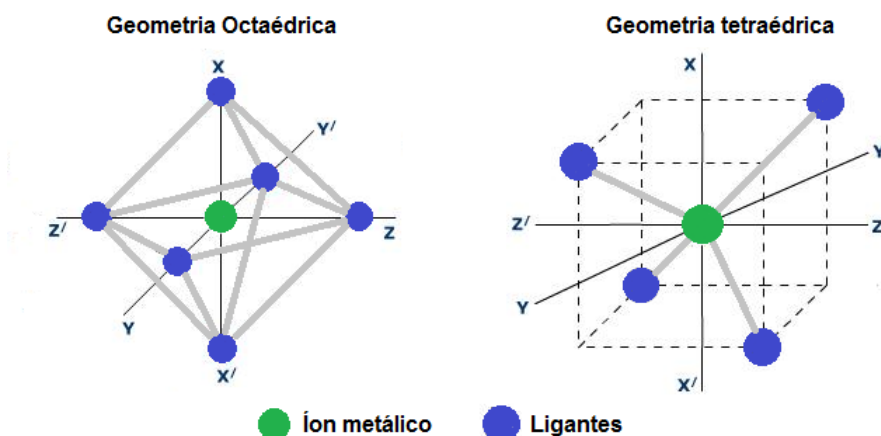 Geometria Octaédrica
X
Y/
Z/
Z
Y
X/
Geometria tetraédrica
X
Y
Z/
Z
Y
X/
Íon metálico
Ligantes